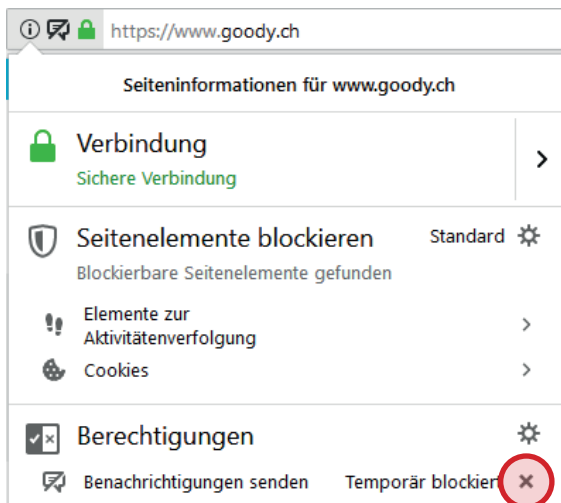 https://www.goody.ch
Seiteninformationen für www.goody.ch
Verbindung
Sichere Verbindung
Seitenelemente blockieren Standard
Blockierbare Seitenelemente gefunden
Elemente zur
Aktivitätenverfolgung
Cookies
Berechtigungen
Benachrichtigungen senden Temporär blockiert